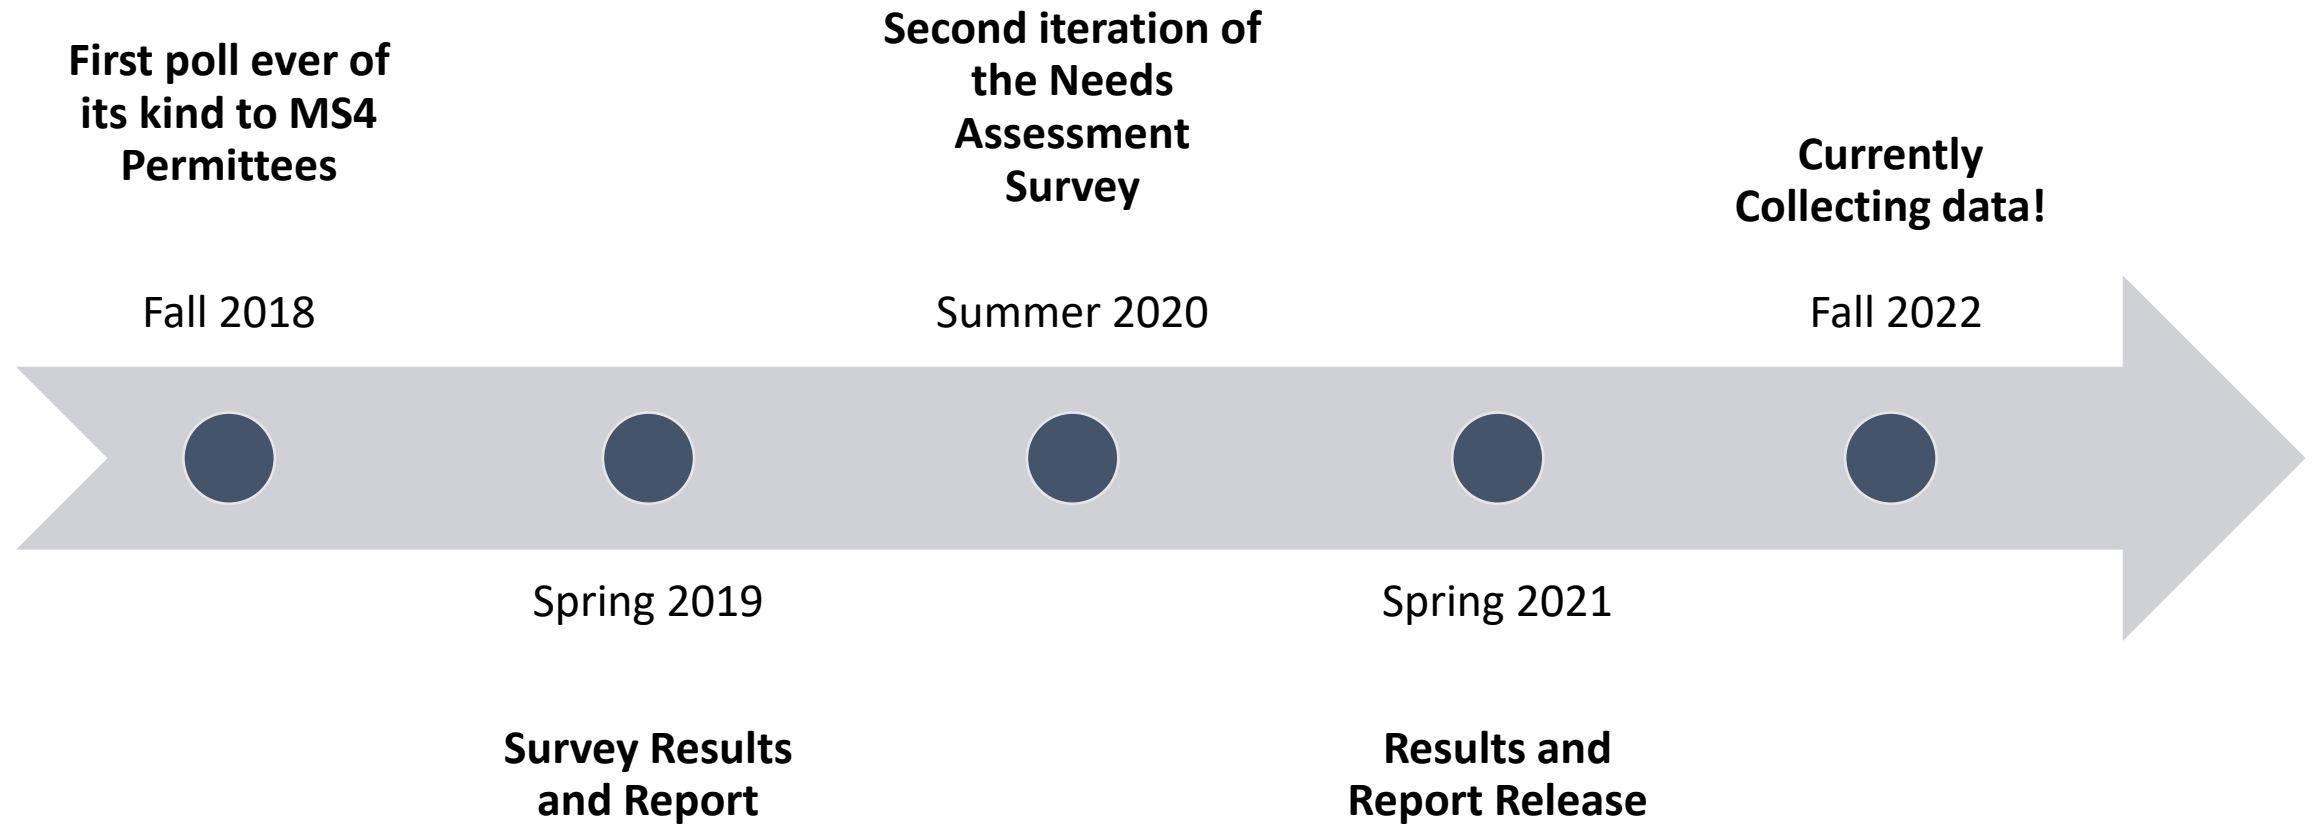 First poll ever of
its kind to MS4
Permittees
Fall 2018
Spring 2019
Survey Results
and Report
Second iteration of
the Needs
Assessment
Survey
Summer 2020
Spring 2021
Results and
Report Release
Currently
Collecting data!
Fall 2022